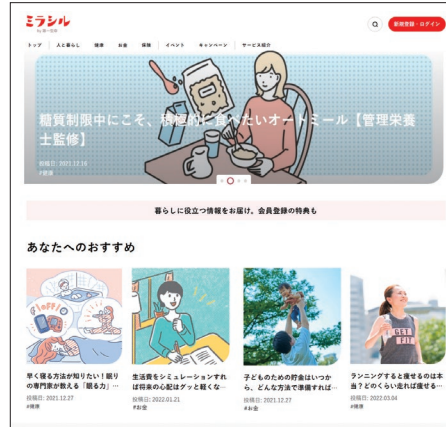 ミラシル
by 第一生命
新規登録・ログイン
トップ 人と暮らし 健康 お金 保険 イベント キャンペーン サービス紹介
糖質制限中にこそ、積極的に食べたいオートミール【管理栄養
士監修】
投稿日: 2021.12.16
#健康
暮らしに役立つ情報をお届け。会員登録の特典も
あなたへのおすすめ
早く寝る方法が知りたい！眠り
の専門家が教える「眠る力」…
投稿日: 2021.12.27
#健康
生活費をシミュレーションすれ
ば将来の心配はグッと軽くな…
投稿日: 2022.01.21
#お金
子どものための貯金はいつか
ら、どんな方法で準備すれば…
投稿日: 2021.12.27
#お金
GET
FIT
ランニングすると痩せるのは本
当？どのくらい走れば痩せる…
投稿日: 2022.03.04
#健康